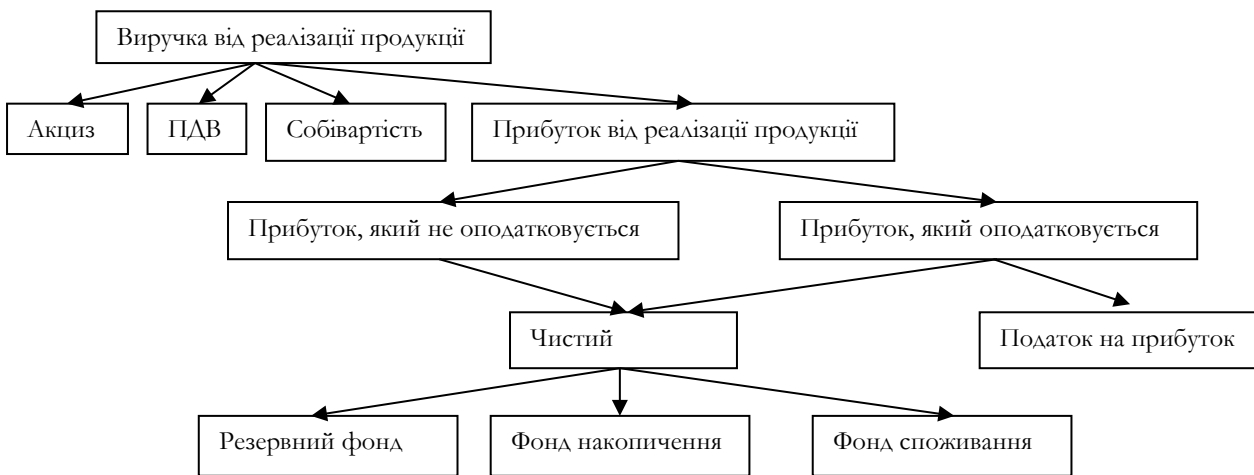 Виручка від реалізації продукції
Акциз
ПДВ
Собівартість
Прибуток від реалізації продукції
Прибуток, який не оподатковується
Прибуток, який оподатковується
Чистий
Податок на прибуток
Резервний фонд
Фонд накопичення
Фонд споживання